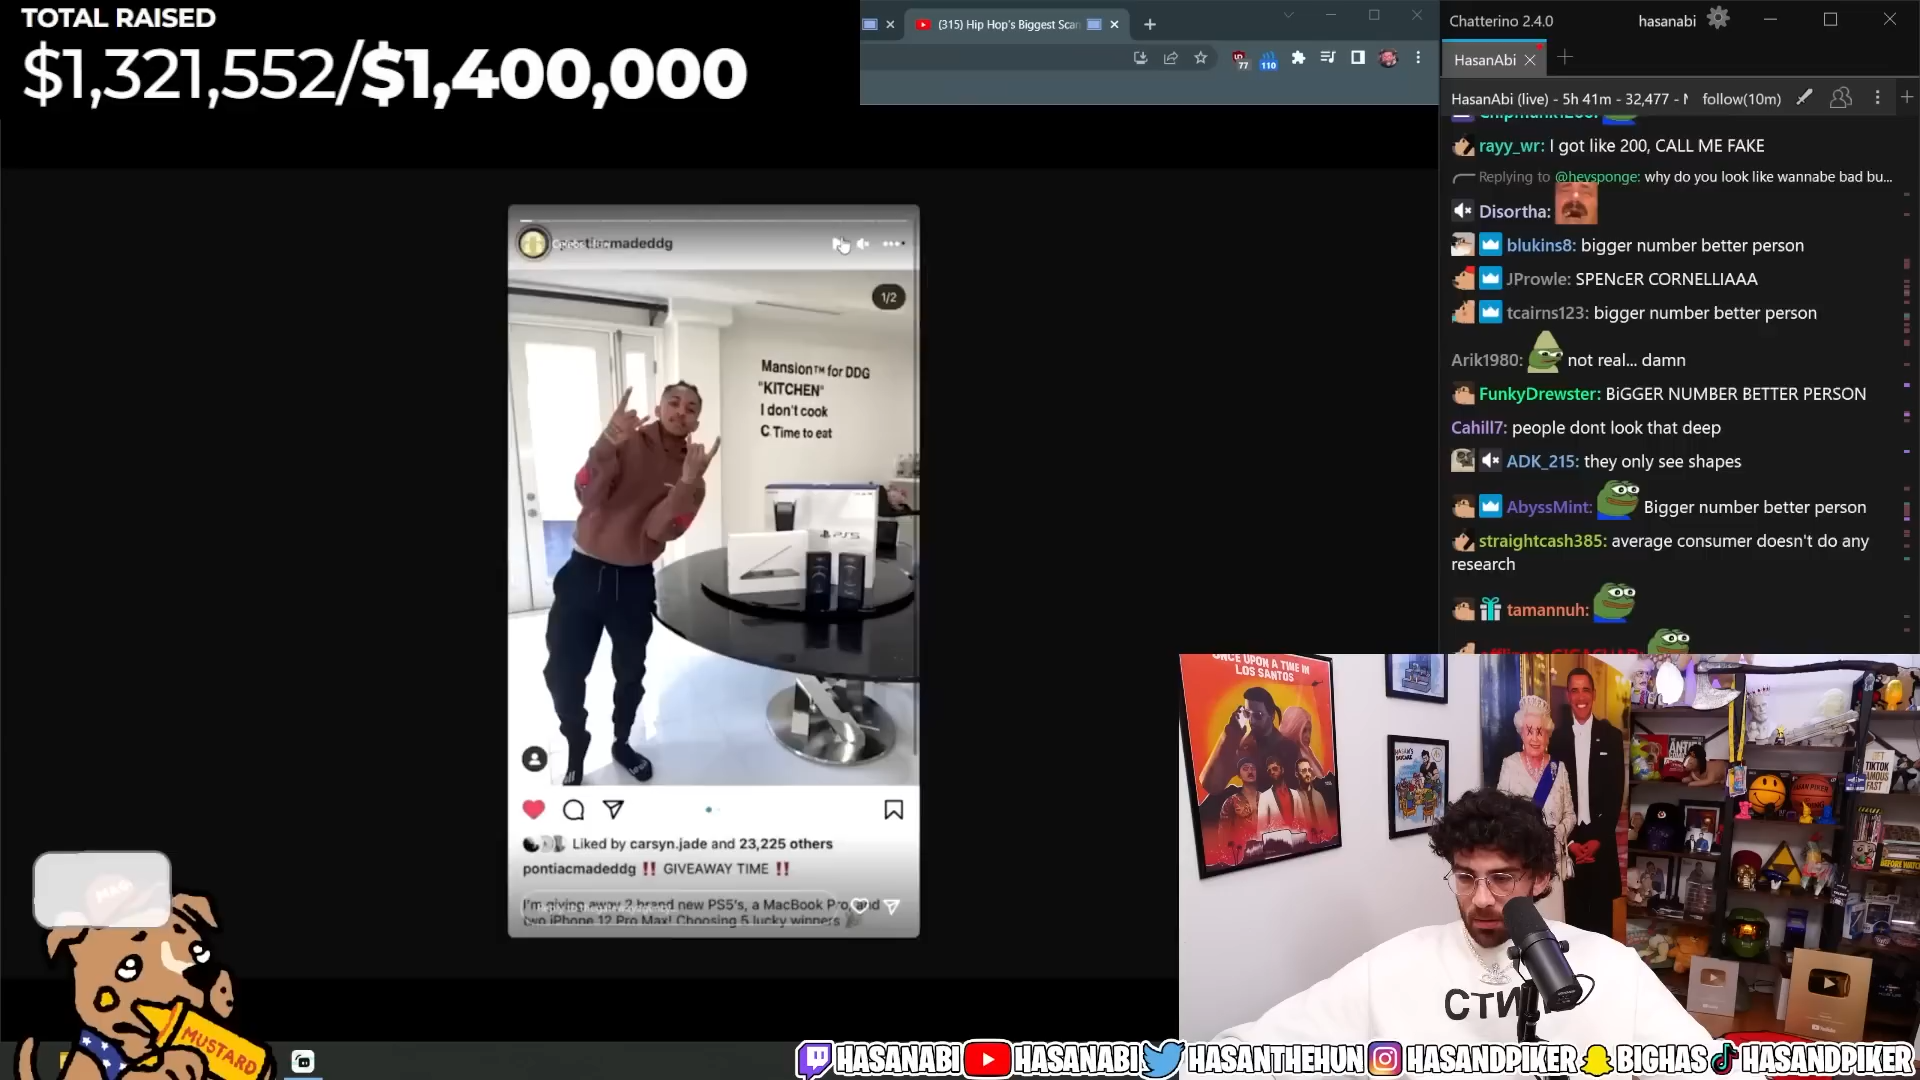 TOTAL RAISED
$1,321,552/$1,400,000
(315) Hip Hop's Biggest Scan
77
110
Chatterino 2.4.0
hasanabi
HasanAbi
HasanAbi (live) - 5h 41m - 32,477 - follow(10m)
rayy_wr: I got like 200, CALL ME FAKE
Replying to @heysponge: why do you look like wannabe bad bu...
Disortha:
blukins8: bigger number better person
JProwle: SPENcER CORNELLIAAA
tcairns123: bigger number better person
Arik1980: not real... damn
FunkyDrewster: BiGGER NUMBER BETTER PERSON
Cahill7: people dont look that deep
ADK_215: they only see shapes
AbyssMint: Bigger number better person
straightcash385: average consumer doesn't do any
research
tamannuh:
1/2
Mansion™ for DDG
"KITCHEN"
I don't cook
C Time to eat
PS5
Liked by carsyn.jade and 23,225 others
pontiacmadeddg ‼ GIVEAWAY TIME ‼
I'm giving away 2 brand new PS5's, a MacBook Pro, and
two iPhone 12 Pro Max! Choosing 5 lucky winners
ONCE UPON A TIME IN
LOS SANTOS
TIKTOK
FAMOUS
FAST
MUSTARD
HASANABI HASANABI HASANTHEHUN HASANDPIKER BIGHAS HASANDPIKER